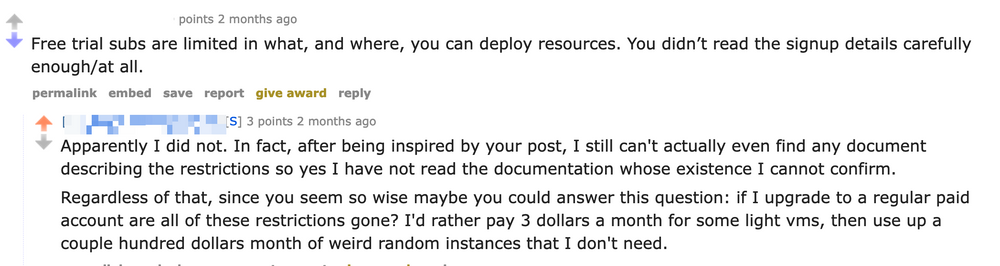 points 2 months ago
Free trial subs are limited in what, and where, you can deploy resources. You didn’t read the signup details carefully
enough/at all.
permalink embed save report give award reply
[S] 3 points 2 months ago
Apparently I did not. In fact, after being inspired by your post, I still can't actually even find any document
describing the restrictions so yes I have not read the documentation whose existence I cannot confirm.
Regardless of that, since you seem so wise maybe you could answer this question: if I upgrade to a regular paid
account are all of these restrictions gone? I'd rather pay 3 dollars a month for some light vms, then use up a
couple hundred dollars month of weird random instances that I don't need.